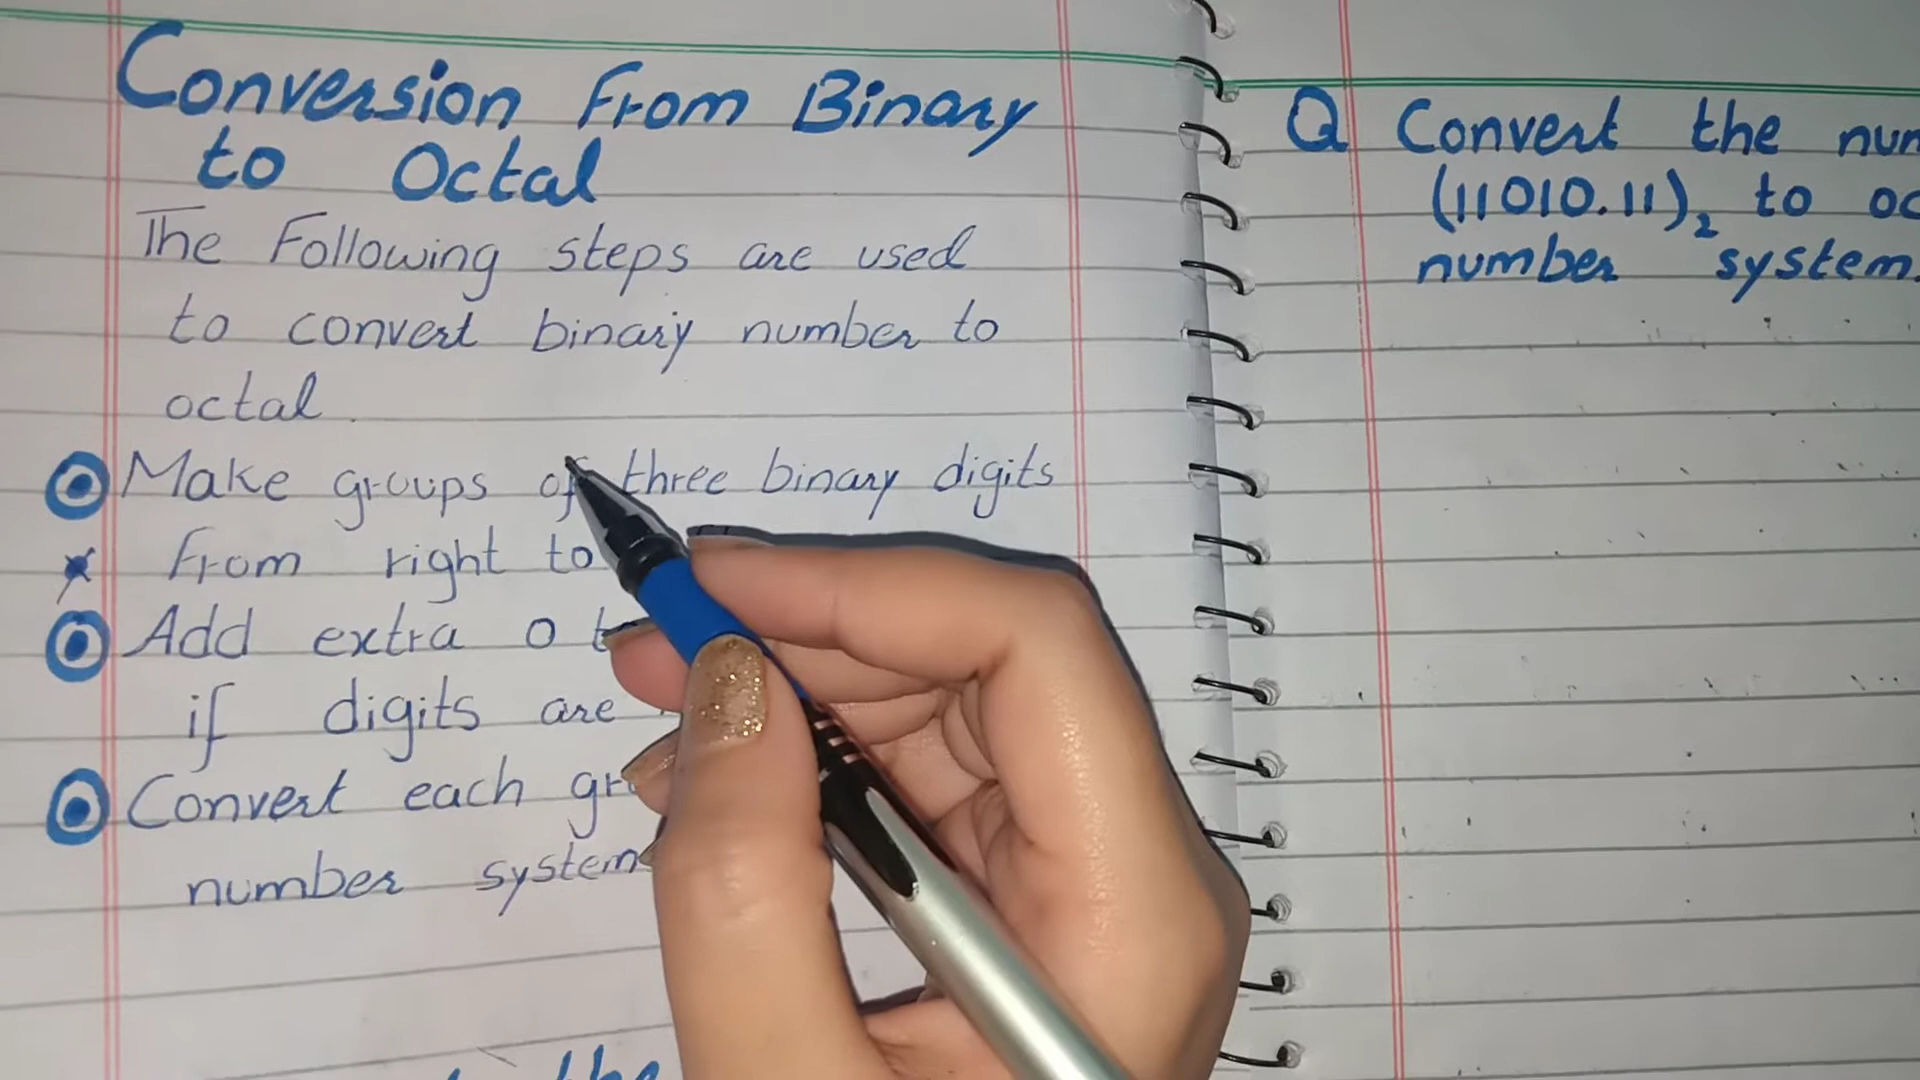 Conversion From Binary
to Octal
The Following steps are used
to convert binary number to
octal.
Make groups of three binary digits
From right to
Add extra 0
if digits are
Convert each
number system
the
Q Convert the
(11010.11)₂ to
number system.